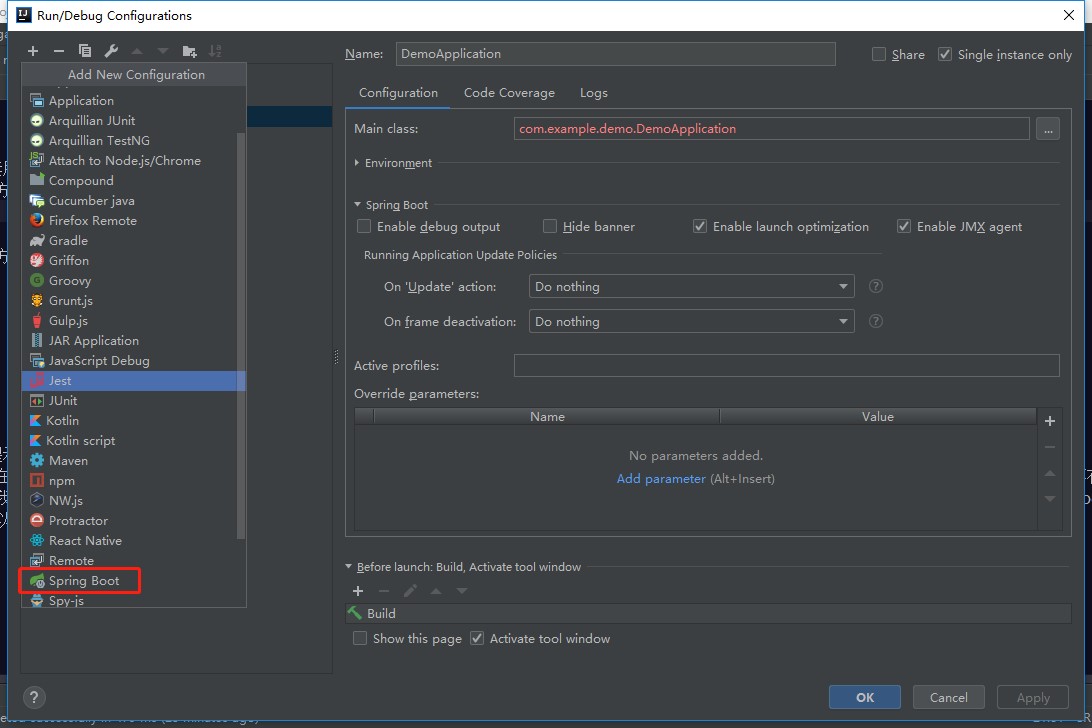 Run/Debug Configurations
Add New Configuration
Application
Arquillian JUnit
Arquillian TestNG
Attach to Node.js/Chrome
Compound
Cucumber java
Firefox Remote
Gradle
Griffon
Groovy
Grunt.js
Gulp.js
JAR Application
JavaScript Debug
Jest
JUnit
Kotlin
Kotlin script
Maven
npm
NW.js
Protractor
React Native
Remote
Spring Boot
Spy-js
Name: DemoApplication
Share Single instance only
Configuration Code Coverage Logs
Main class: com.example.demo.DemoApplication ...
Environment
Spring Boot
Enable debug output Hide banner Enable launch optimization Enable JMX agent
Running Application Update Policies
On 'Update' action: Do nothing ?
On frame deactivation: Do nothing ?
Active profiles:
Override parameters:
Name Value
No parameters added.
Add parameter (Alt+Insert)
Before launch: Build, Activate tool window
Build
Show this page Activate tool window
? OK Cancel Apply